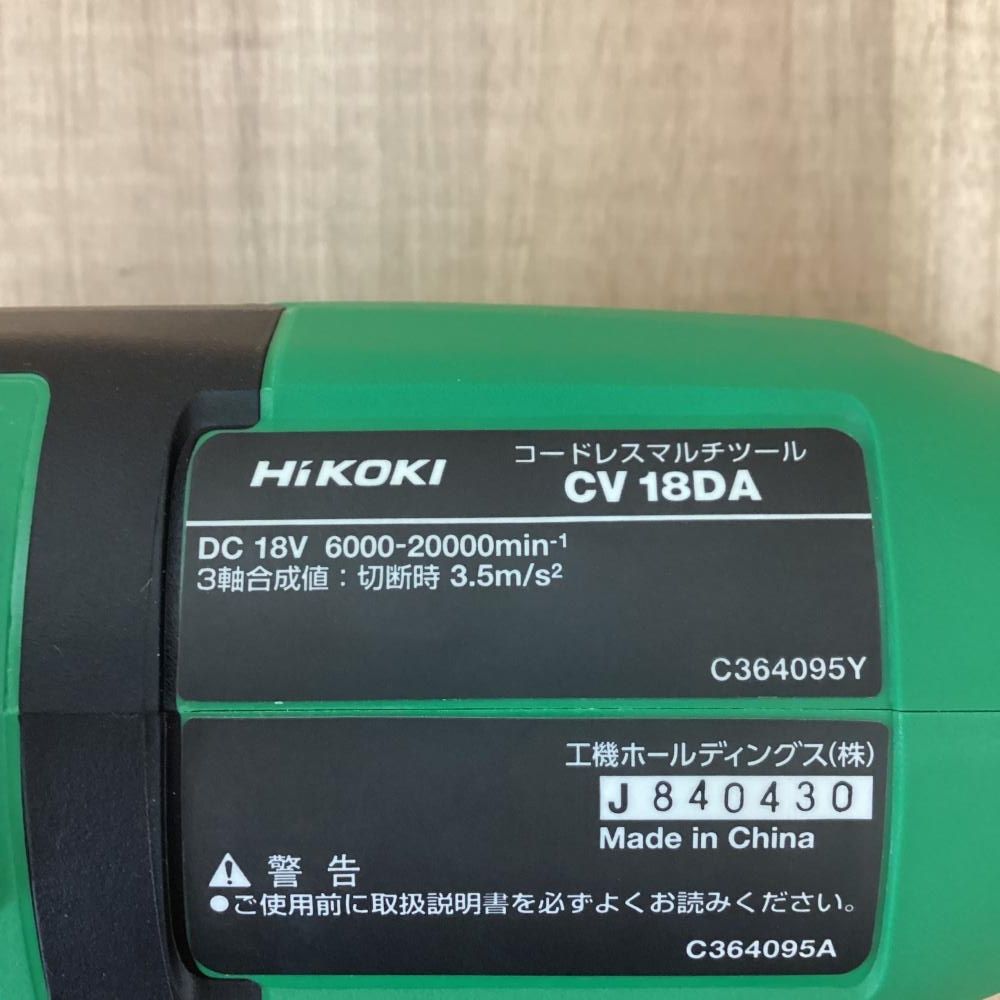 HiKOKI
コードレスマルチツール
CV 18DA
DC 18V 6000-20000min-1
3軸合成値：切断時 3.5m/s2
C364095Y
工機ホールディングス(株)
J 840430
Made in China
警告
●ご使用前に取扱説明書を必ずよくお読みください。
C364095A